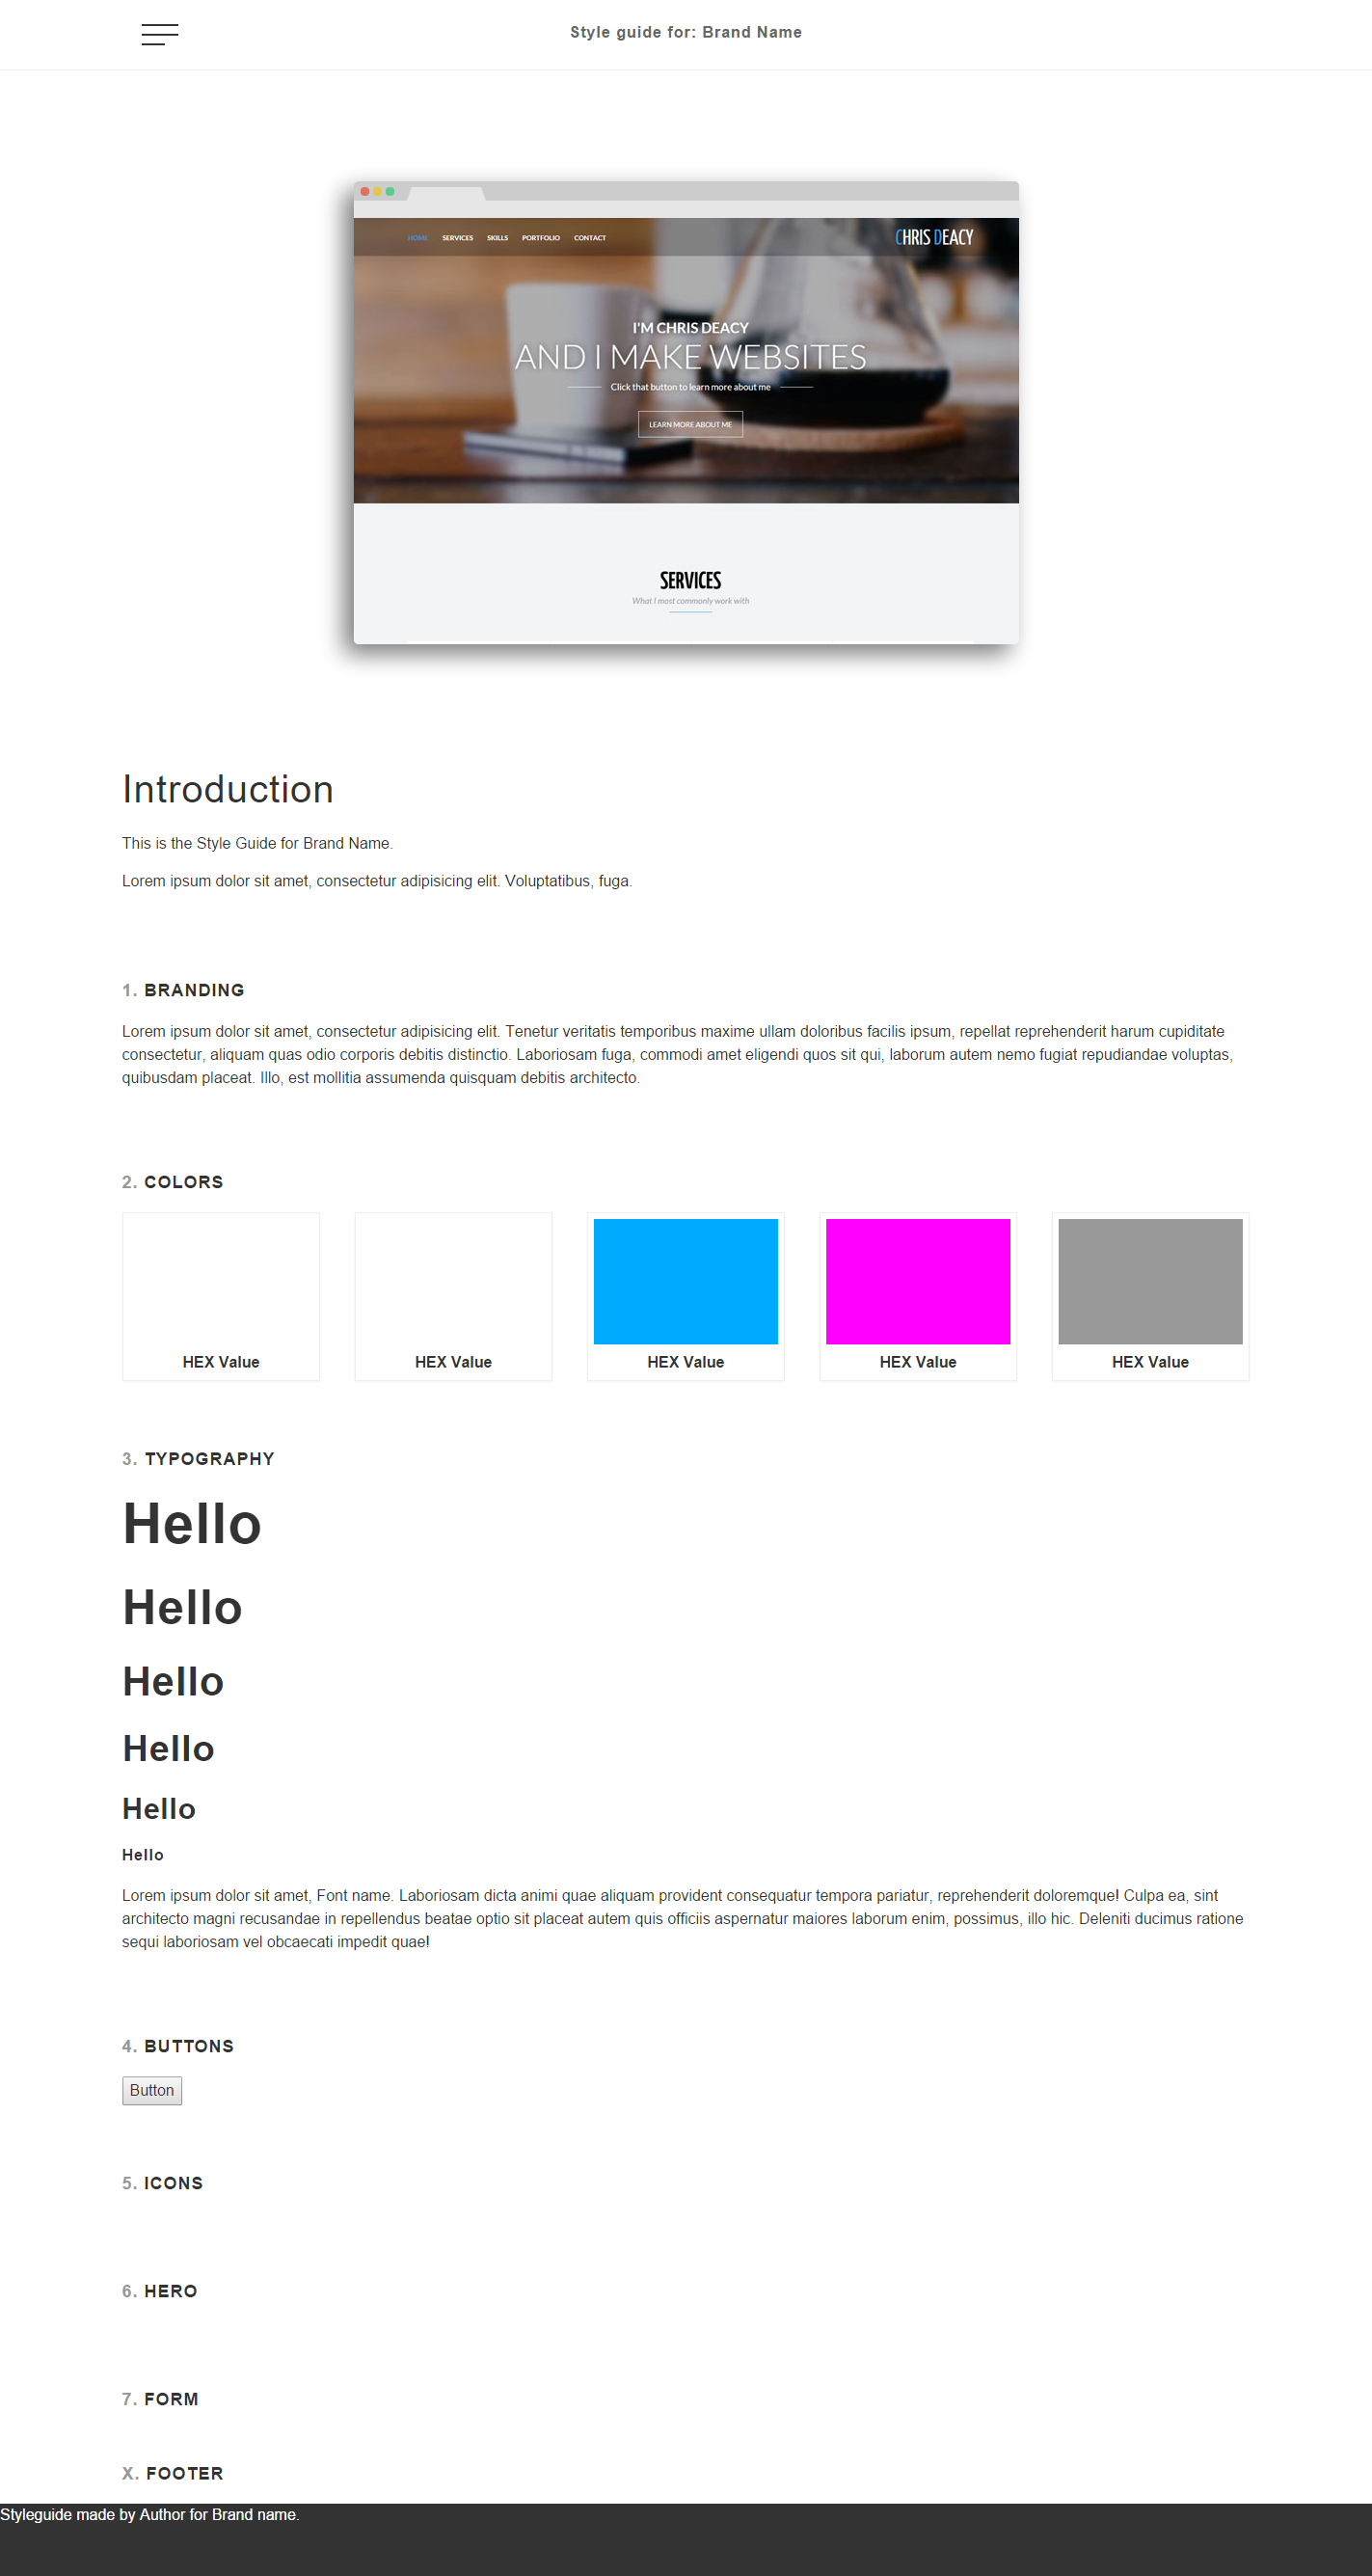 Style guide for: Brand Name
HOME SERVICES SKILLS PORTFOLIO CONTACT
CHRIS DEACY
I'M CHRIS DEACY
AND I MAKE WEBSITES
Click that button to learn more about me
LEARN MORE ABOUT ME
SERVICES
What I most commonly work with
Introduction
This is the Style Guide for Brand Name.
Lorem ipsum dolor sit amet, consectetur adipisicing elit. Voluptatibus, fuga.
1. BRANDING
Lorem ipsum dolor sit amet, consectetur adipisicing elit. Tenetur veritatis temporibus maxime ullam doloribus facilis ipsum, repellat reprehenderit harum cupiditate
consectetur, aliquam quas odio corporis debitis distinctio. Laboriosam fuga, commodi amet eligendi quos sit qui, laborum autem nemo fugiat repudiandae voluptas,
quibusdam placeat. Illo, est mollitia assumenda quisquam debitis architecto.
2. COLORS
HEX Value HEX Value HEX Value HEX Value HEX Value
3. TYPOGRAPHY
Hello
Hello
Hello
Hello
Hello
Hello
Lorem ipsum dolor sit amet, Font name. Laboriosam dicta animi quae aliquam provident consequatur tempora pariatur, reprehenderit doloremque! Culpa ea, sint
architecto magni recusandae in repellendus beatae optio sit placeat autem quis officiis aspernatur maiores laborum enim, possimus, illo hic. Deleniti ducimus ratione
sequi laboriosam vel obcaecati impedit quae!
4. BUTTONS
Button
5. ICONS
6. HERO
7. FORM
X. FOOTER
Styleguide made by Author for Brand name.